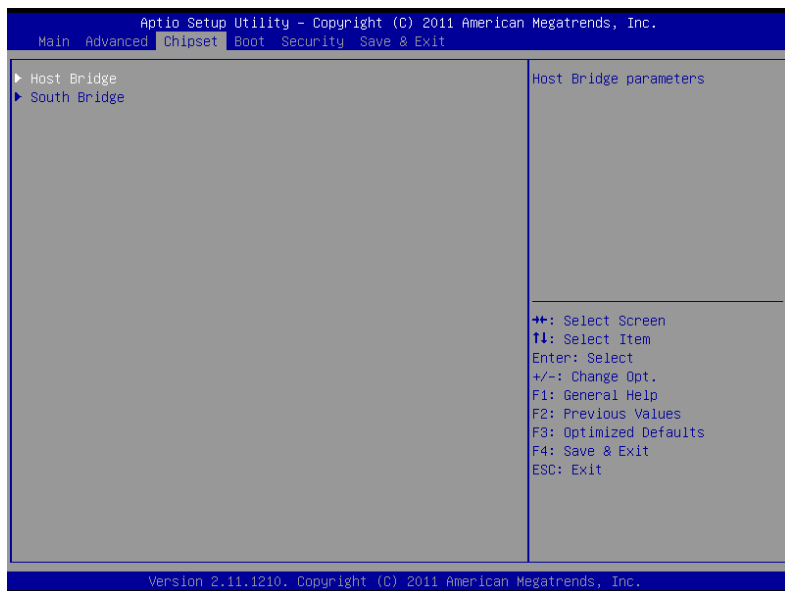 Aptio Setup Utility – Copyright (C) 2011 American Megatrends, Inc.
Main Advanced Chipset Boot Security Save & Exit
▶ Host Bridge
▶ South Bridge
Host Bridge parameters
→←: Select Screen
↑↓: Select Item
Enter: Select
+/-: Change Opt.
F1: General Help
F2: Previous Values
F3: Optimized Defaults
F4: Save & Exit
ESC: Exit
Version 2.11.1210. Copyright (C) 2011 American Megatrends, Inc.